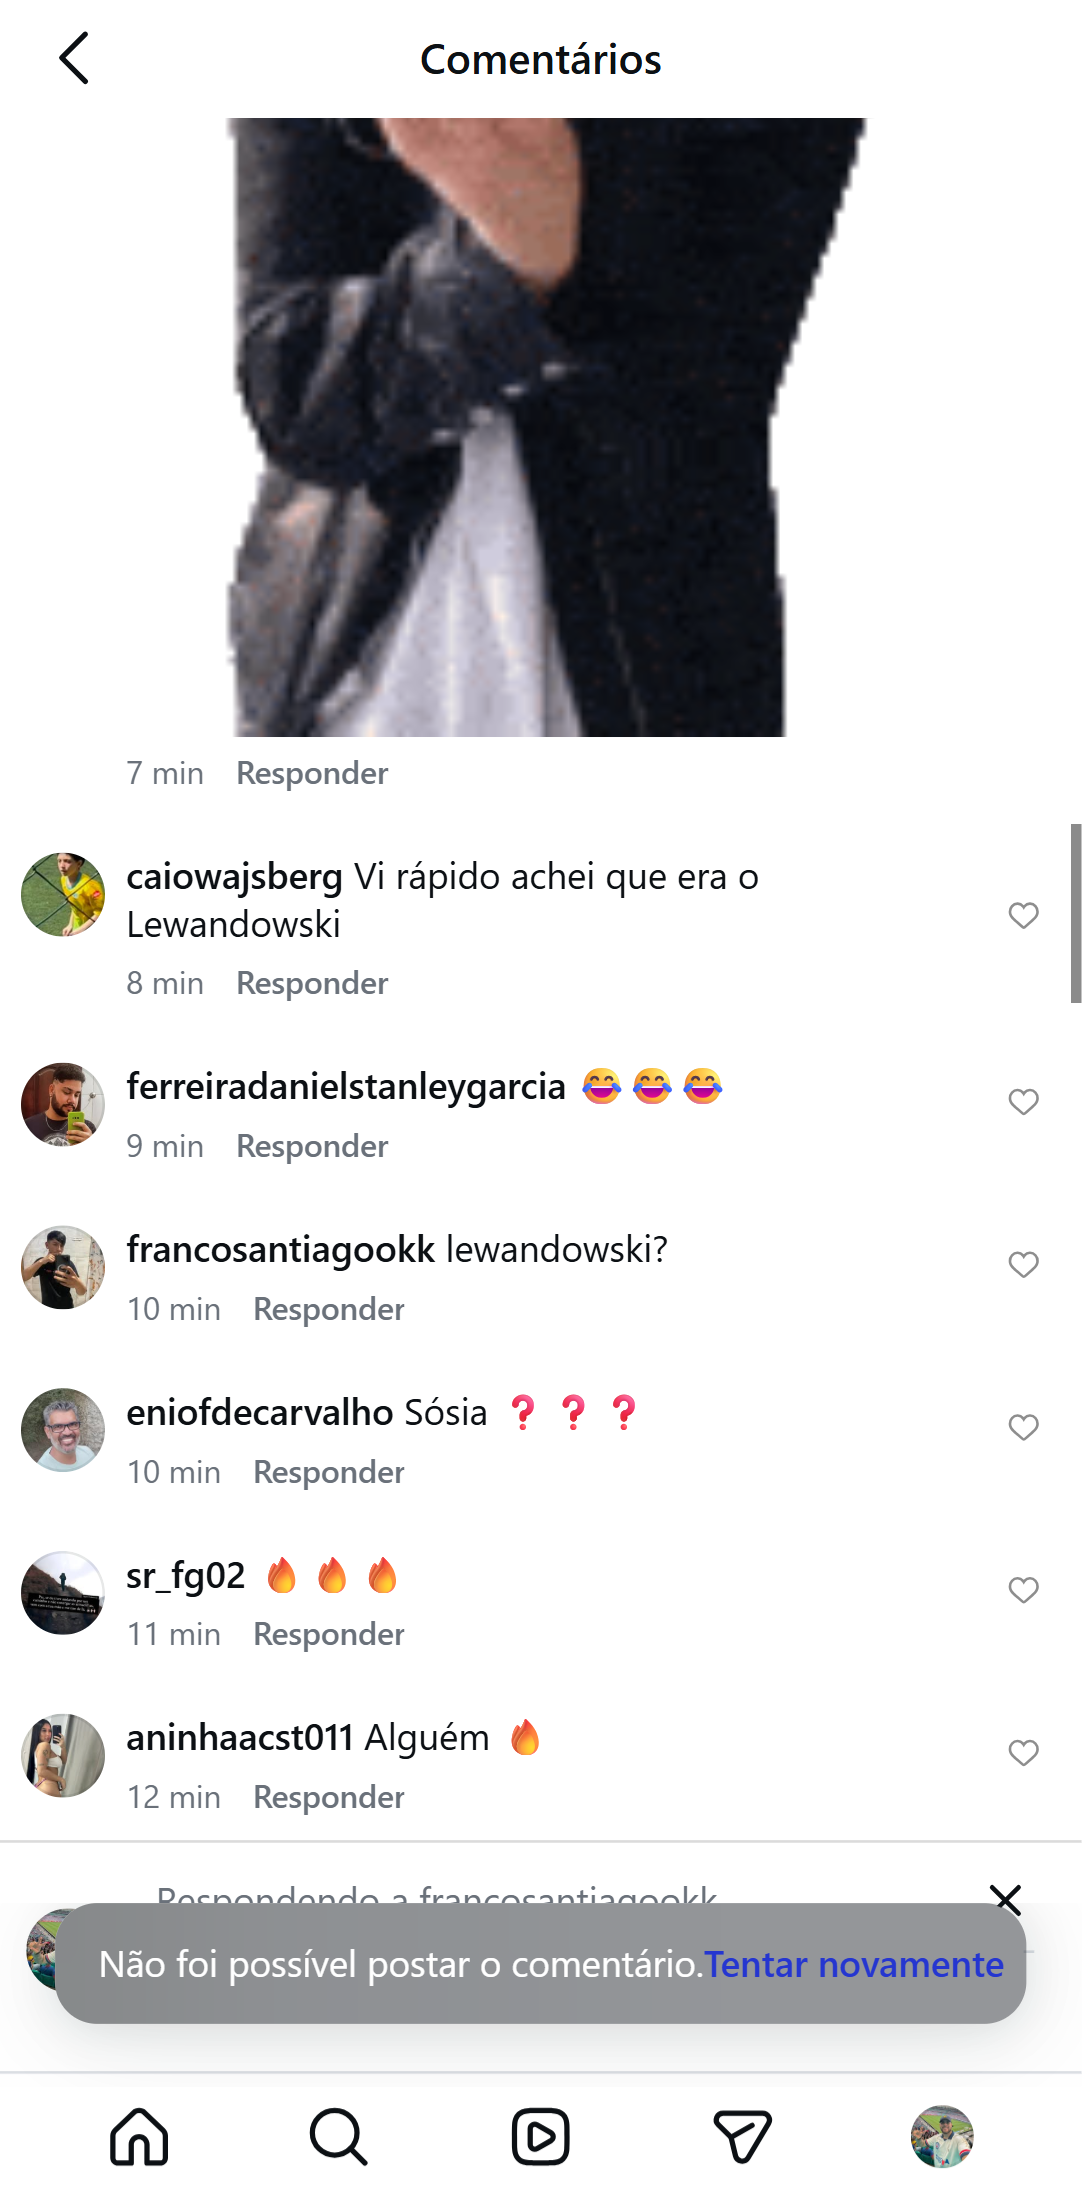 Comentários
7 min Responder
caiowajsberg Vi rápido achei que era o
Lewandowski
8 min Responder
ferreiradanielstanleygarcia 😂😂😂
9 min Responder
francosantiagookk lewandowski?
10 min Responder
eniofdecarvalho Sósia ❓❓❓
10 min Responder
sr_fg02 🔥🔥🔥
11 min Responder
aninhaacst011 Alguém 🔥
12 min Responder
Respondendo a francosantiagookk
Não foi possível postar o comentário.Tentar novamente